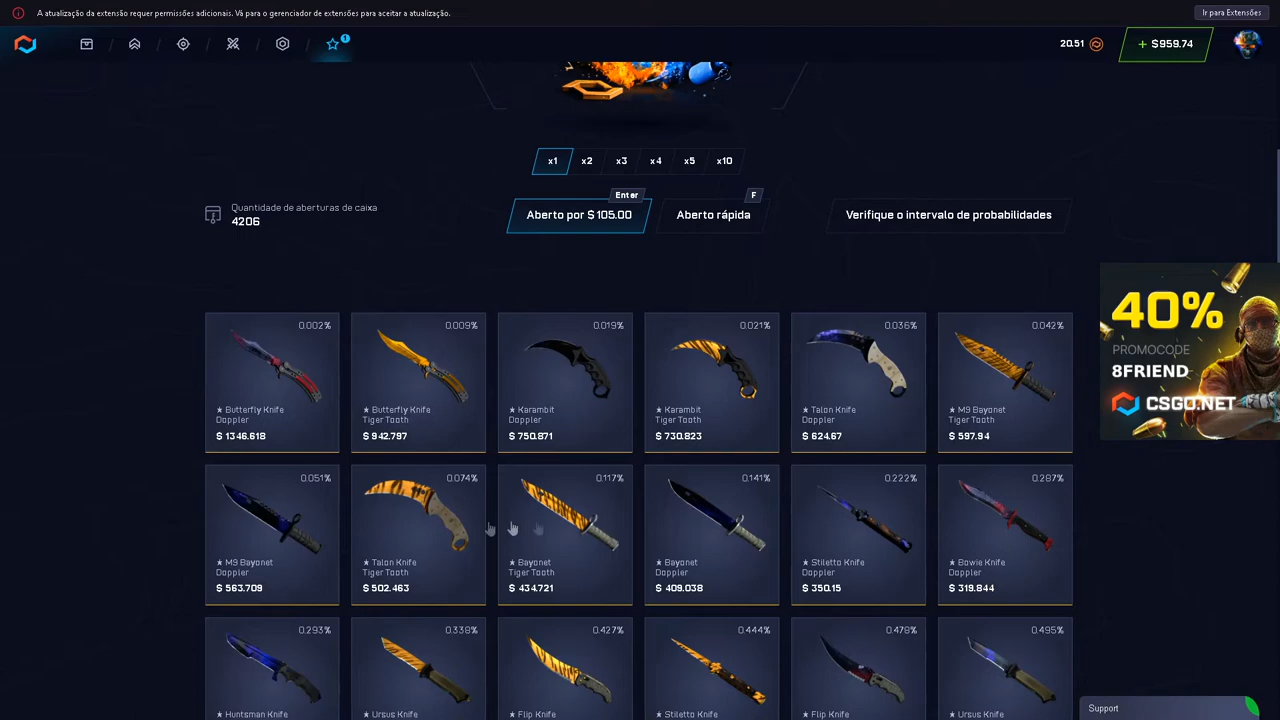 A atualização da extensão requer permissões adicionais. Vá para o gerenciador de extensões para aceitar a atualização.
Ir para Extensões
1
20.51
+ $959.74
x1
x2
x3
x4
x5
x10
Quantidade de aberturas de caixa
4206
Enter
Aberto por $ 105.00
F
Aberto rápida
Verifique o intervalo de probabilidades
40%
PROMOCODE
8FRIEND
CSGO.NET
0.002%
★ Butterfly Knife
Doppler
$ 1346.618
0.009%
★ Butterfly Knife
Tiger Tooth
$ 942.797
0.019%
★ Karambit
Doppler
$ 750.871
0.021%
★ Karambit
Tiger Tooth
$ 730.823
0.036%
★ Talon Knife
Doppler
$ 624.67
0.042%
★ M9 Bayonet
Tiger Tooth
$ 597.94
0.051%
★ M9 Bayonet
Doppler
$ 563.709
0.074%
★ Talon Knife
Tiger Tooth
$ 502.463
0.117%
★ Bayonet
Tiger Tooth
$ 434.721
0.141%
★ Bayonet
Doppler
$ 409.038
0.222%
★ Stiletto Knife
Doppler
$ 350.15
0.287%
★ Bowie Knife
Doppler
$ 319.844
0.293%
★ Huntsman Knife
0.338%
★ Ursus Knife
0.427%
★ Flip Knife
0.444%
★ Stiletto Knife
0.478%
★ Flip Knife
0.495%
★ Ursus Knife
Support